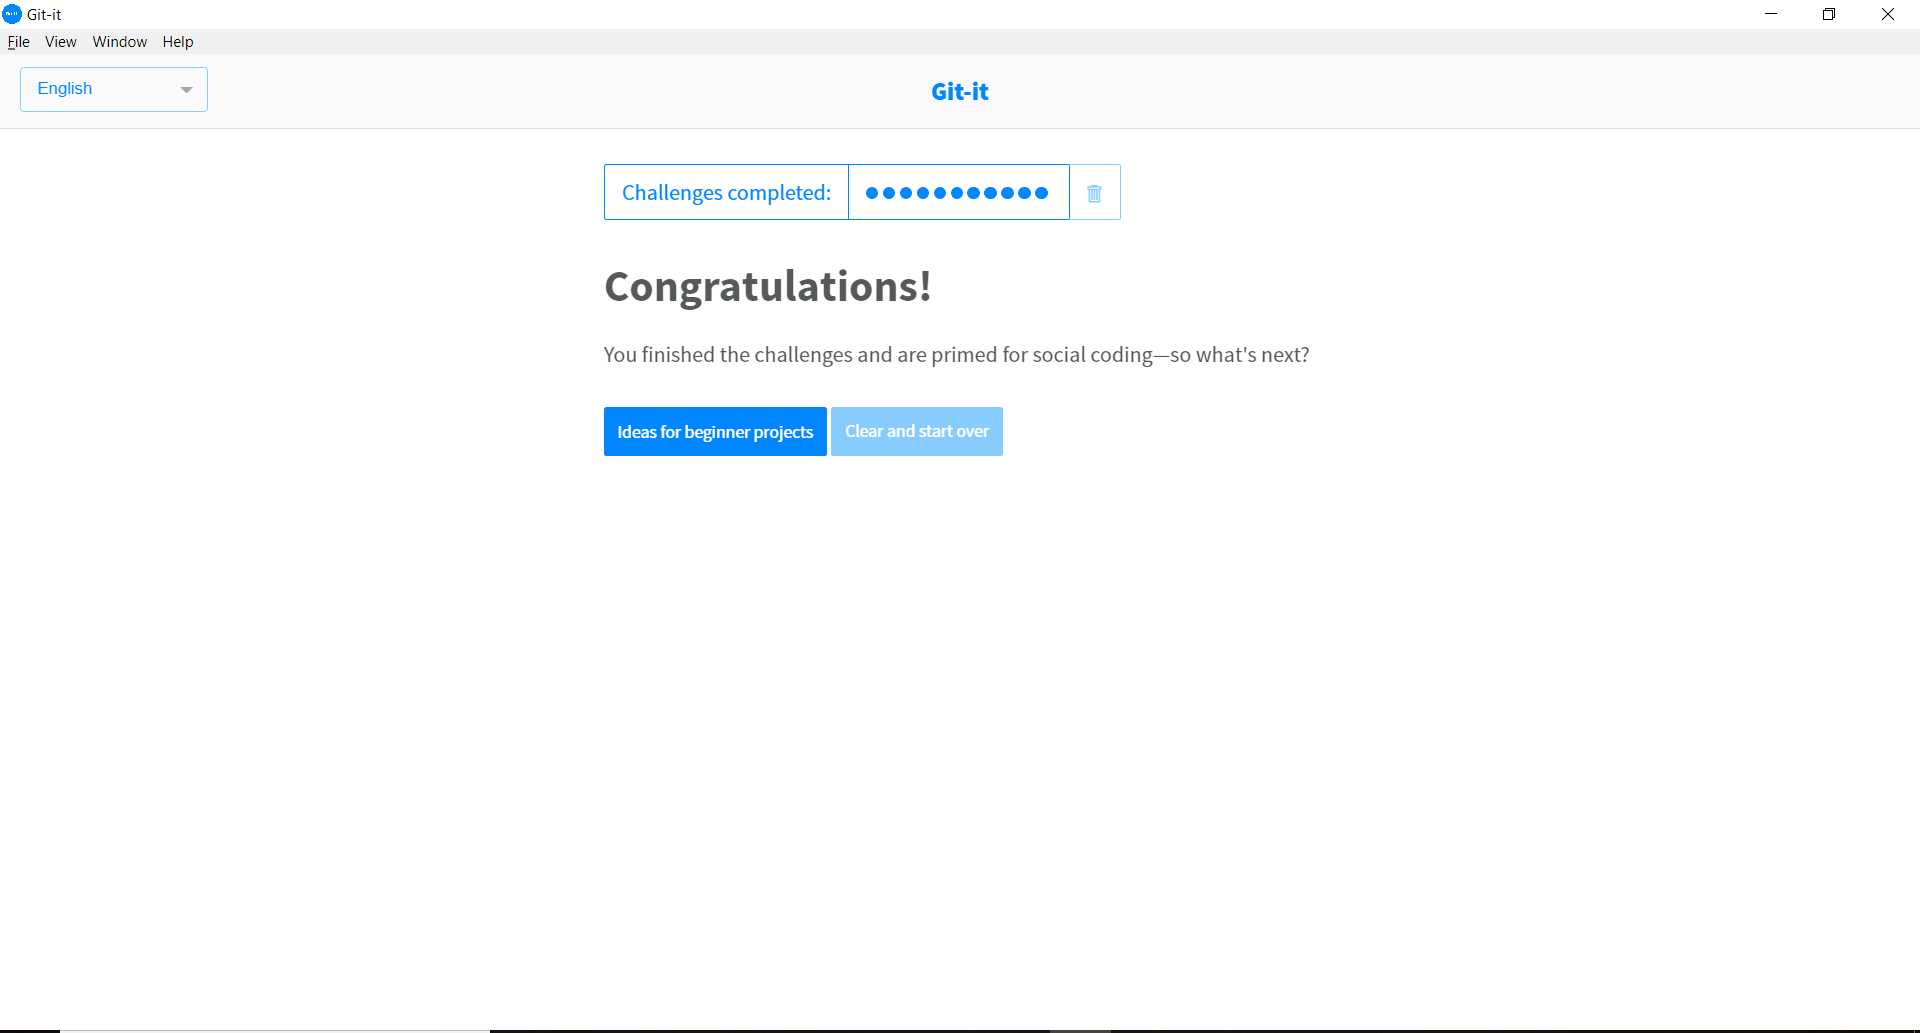 Git-it
File View Window Help
English
Git-it
Challenges completed:
Congratulations!
You finished the challenges and are primed for social coding—so what's next?
Ideas for beginner projects Clear and start over